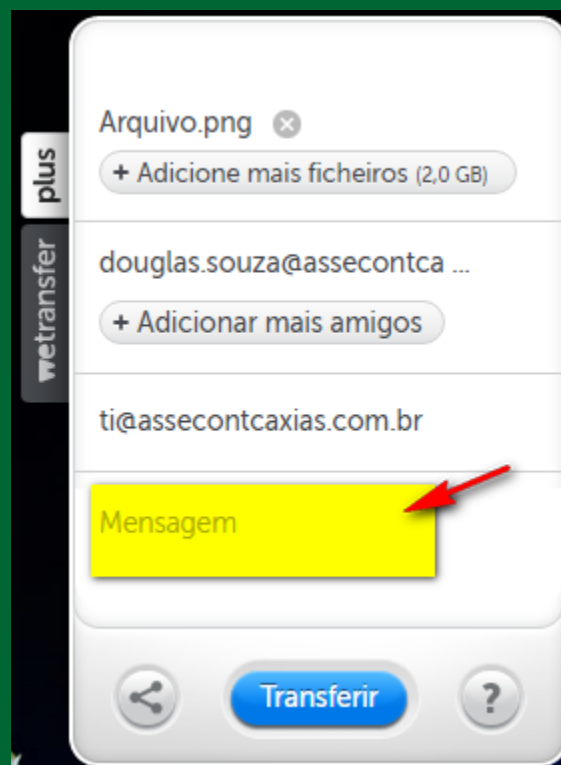 plus
wetransfer
Arquivo.png
+ Adicione mais ficheiros (2,0 GB)
douglas.souza@assecontca ...
+ Adicionar mais amigos
ti@assecontcaxias.com.br
Mensagem
Transferir
?